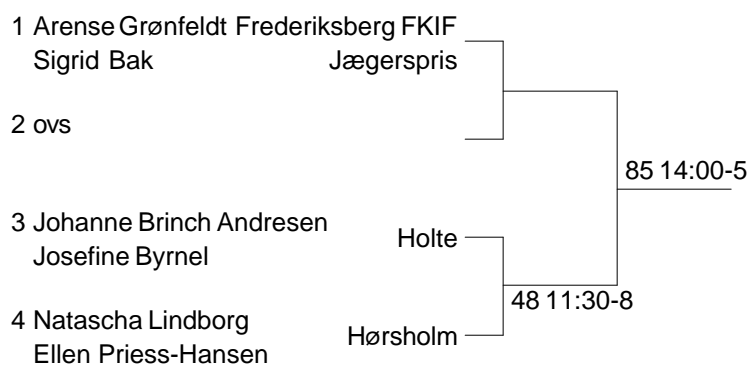 1 Arense Grønfeldt Frederiksberg FKIF
Sigrid Bak Jægerspris
2 ovs
85 14:00-5
3 Johanne Brinch Andresen
Holte
Josefine Byrnel
48 11:30-8
4 Natascha Lindborg
Hørsholm
Ellen Priess-Hansen